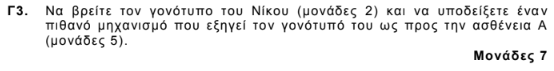 Γ3. Να βρείτε τον γονότυπο του Νίκου (μονάδες 2) και να υποδείξετε έναν
πιθανό μηχανισμό που εξηγεί τον γονότυπό του ως προς την ασθένεια Α
(μονάδες 5).
Μονάδες 7